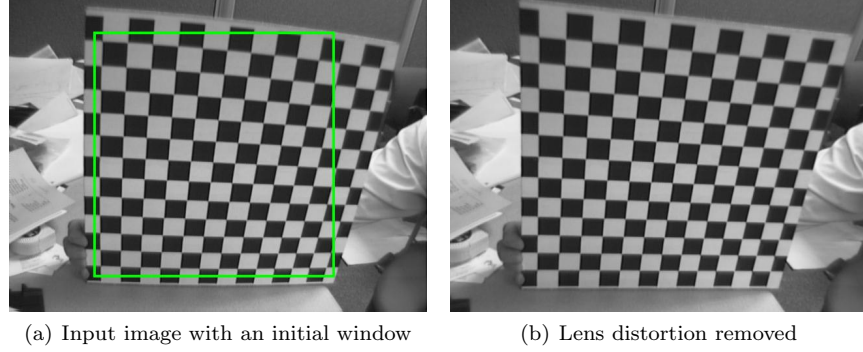 (a) Input image with an initial window
(b) Lens distortion removed